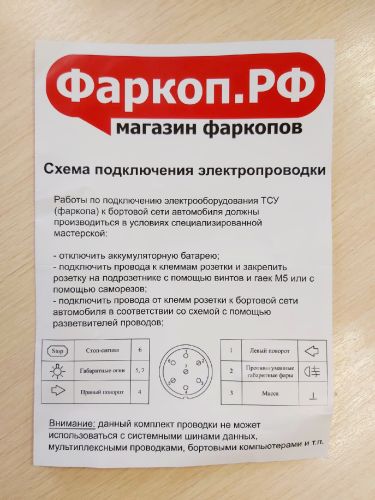 Фаркоп.РФ
магазин фаркопов
Схема подключения электропроводки
Работы по подключению электрооборудования ТСУ
(фаркопа) к бортовой сети автомобиля должны
производиться в условиях специализированной
мастерской:
- отключить аккумуляторную батарею;
- подключить провода к клеммам розетки и закрепить
розетку на подрозетнике с помощью винтов и гаек М5 или с
помощью саморезов;
- подключить провода от клемм розетки к бортовой сети
автомобиля в соответствии со схемой с помощью
разветвителей проводов:
Stop Стоп-сигнал 6
Габаритные огни 5, 7
Правый поворот 4
1 Левый поворот
2 Противотуманные габаритные фары
3 Масса
Внимание: данный комплект проводки не может
использоваться с системными шинами данных,
мультиплексными проводками, бортовыми компьютерами и т.п.